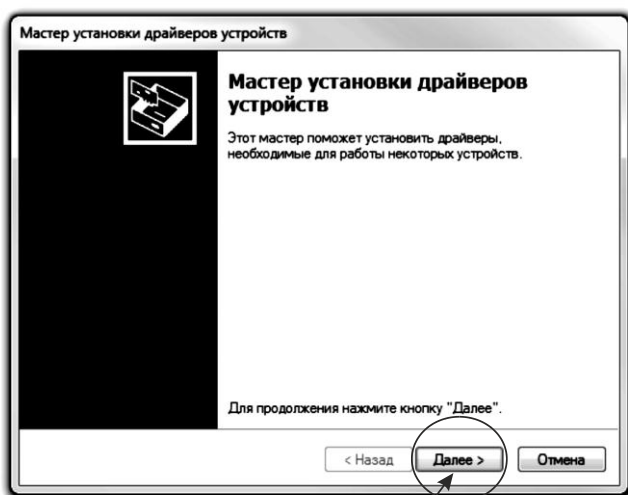 Мастер установки драйверов устройств
Мастер установки драйверов
устройств
Этот мастер поможет установить драйверы,
необходимые для работы некоторых устройств.
Для продолжения нажмите кнопку "Далее".
< Назад Далее > Отмена